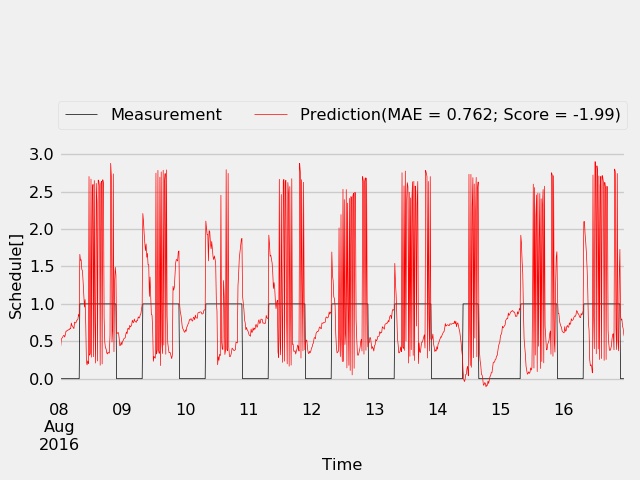 Measurement
Prediction(MAE = 0.762; Score = -1.99)
3.0
2.5
2.0
1.5
1.0
0.5
0.0
Schedule[]
08 09 10 11 12 13 14 15 16
Aug
2016
Time